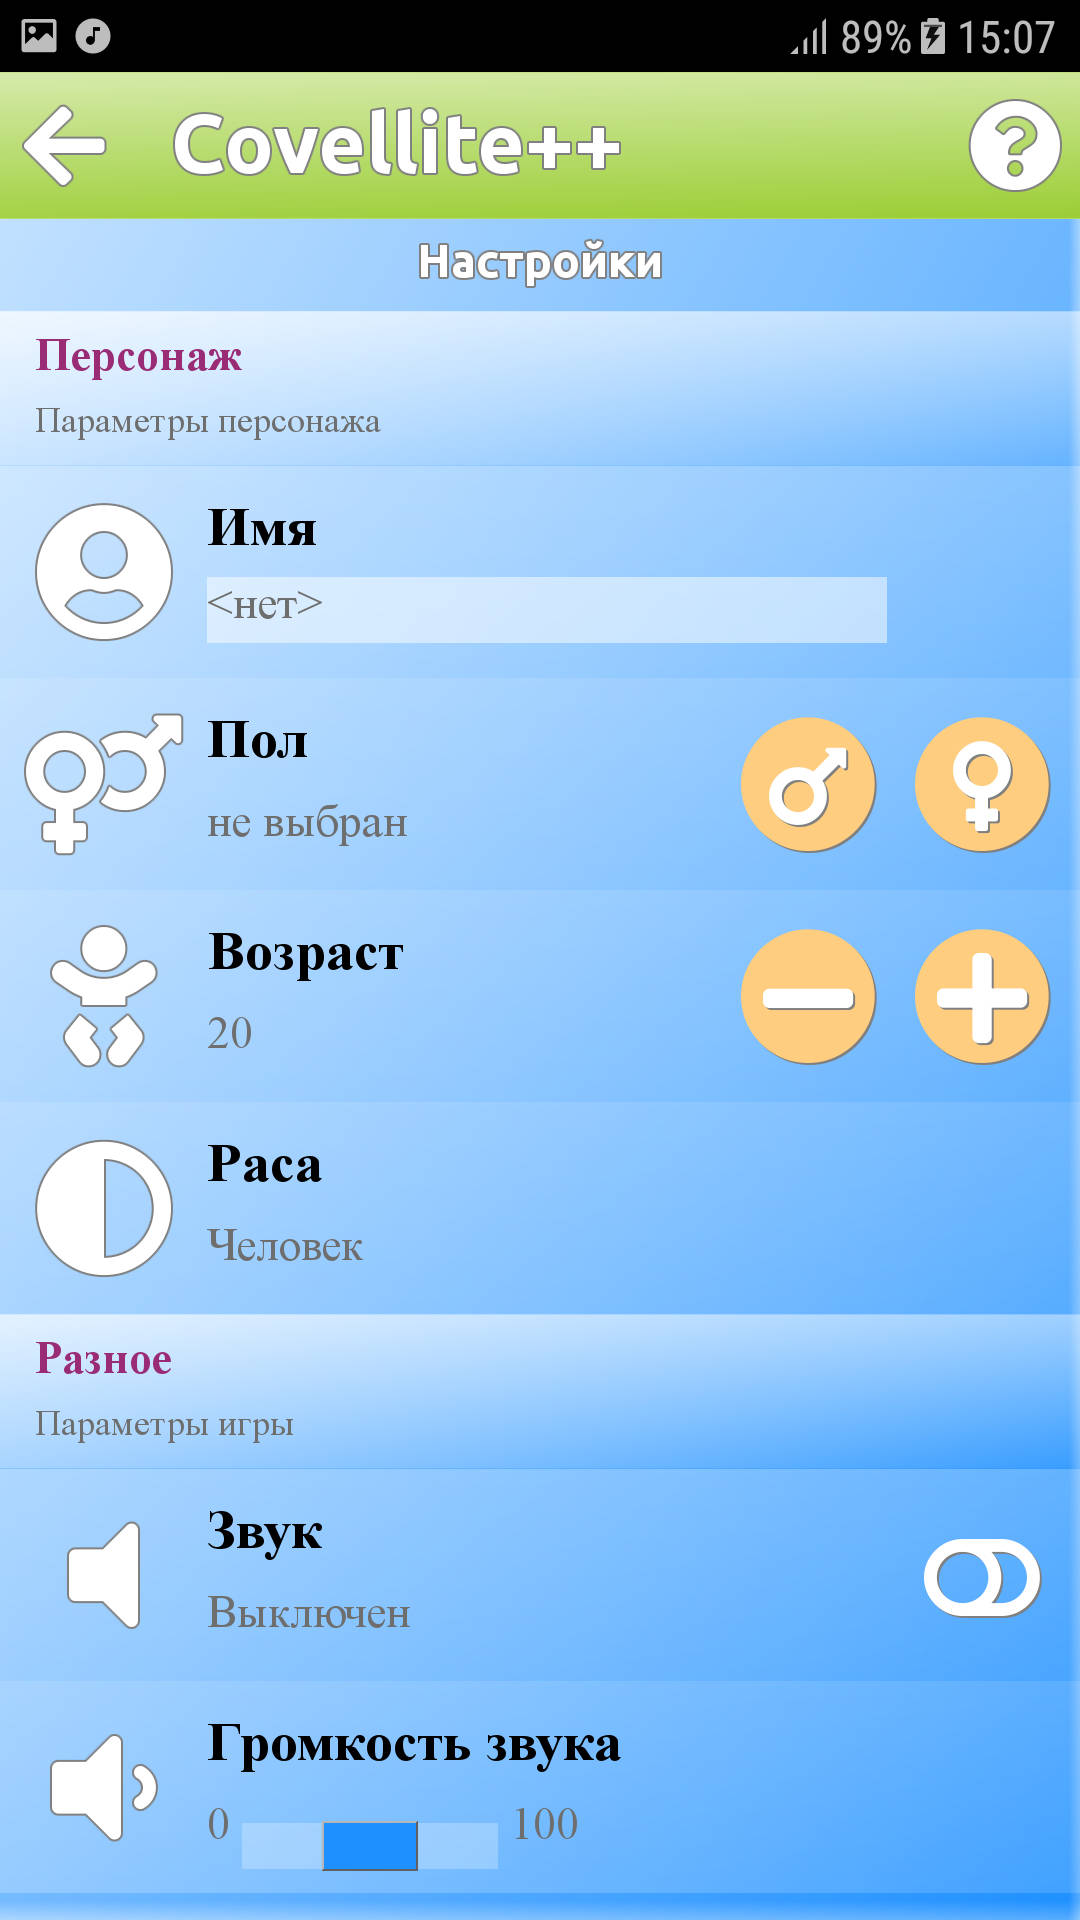 89% 15:07
Covellite++
Настройки
Персонаж
Параметры персонажа
Имя
<нет>
Пол
не выбран
Возраст
20
Раса
Человек
Разное
Параметры игры
Звук
Выключен
Громкость звука
0 100